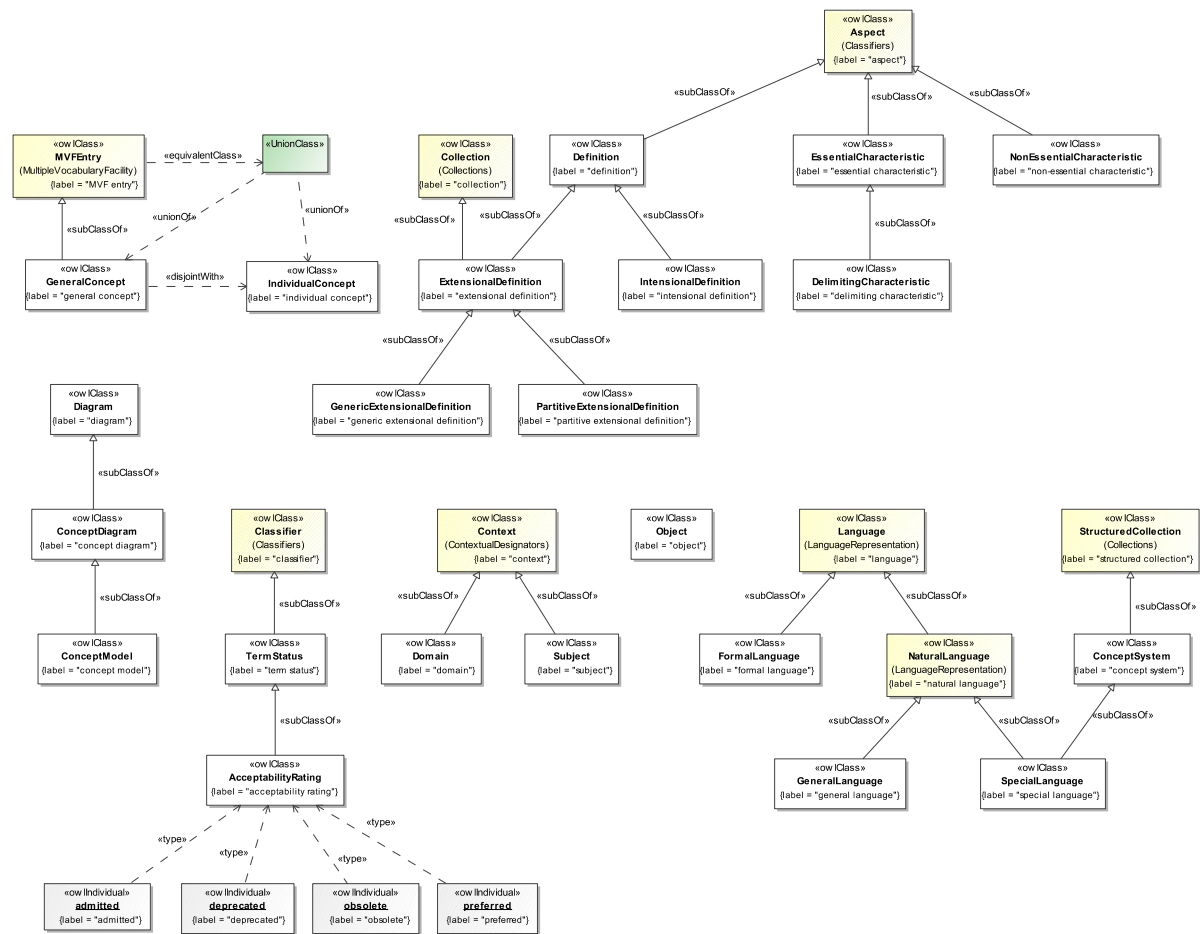 «owlClass»
Aspect
(Classifiers)
{label = "aspect"}
«subClassOf»
«subClassOf»
«subClassOf»
«owlClass»
MVFEntry
(MultipleVocabularyFacility)
{label = "MVF entry"}
«equivalentClass»
«UnionClass»
«owlClass»
Collection
(Collections)
{label = "collection"}
«owlClass»
Definition
{label = "definition"}
«owlClass»
EssentialCharacteristic
{label = "essential characteristic"}
«owlClass»
NonEssentialCharacteristic
{label = "non-essential characteristic"}
«subClassOf»
«unionOf»
«unionOf»
«subClassOf»
«subClassOf»
«subClassOf»
«subClassOf»
«owlClass»
GeneralConcept
{label = "general concept"}
«disjointWith»
«owlClass»
IndividualConcept
{label = "individual concept"}
«owlClass»
ExtensionalDefinition
{label = "extensional definition"}
«owlClass»
IntensionalDefinition
{label = "intensional definition"}
«owlClass»
DelimitingCharacteristic
{label = "delimiting characteristic"}
«subClassOf»
«subClassOf»
«owlClass»
Diagram
{label = "diagram"}
«owlClass»
GenericExtensionalDefinition
{label = "generic extensional definition"}
«owlClass»
PartitiveExtensionalDefinition
{label = "partitive extensional definition"}
«subClassOf»
«owlClass»
ConceptDiagram
{label = "concept diagram"}
«owlClass»
Classifier
(Classifiers)
{label = "classifier"}
«owlClass»
Context
(ContextualDesignators)
{label = "context"}
«owlClass»
Object
{label = "object"}
«owlClass»
Language
(LanguageRepresentation)
{label = "language"}
«owlClass»
StructuredCollection
(Collections)
{label = "structured collection"}
«subClassOf»
«subClassOf»
«subClassOf»
«subClassOf»
«subClassOf»
«subClassOf»
«subClassOf»
«owlClass»
ConceptModel
{label = "concept model"}
«owlClass»
TermStatus
{label = "term status"}
«owlClass»
Domain
{label = "domain"}
«owlClass»
Subject
{label = "subject"}
«owlClass»
FormalLanguage
{label = "formal language"}
«owlClass»
NaturalLanguage
(LanguageRepresentation)
{label = "natural language"}
«owlClass»
ConceptSystem
{label = "concept system"}
«subClassOf»
«subClassOf»
«subClassOf»
«subClassOf»
«owlClass»
AcceptabilityRating
{label = "acceptability rating"}
«owlClass»
GeneralLanguage
{label = "general language"}
«owlClass»
SpecialLanguage
{label = "special language"}
«type»
«type»
«type»
«type»
«owlIndividual»
admitted
{label = "admitted"}
«owlIndividual»
deprecated
{label = "deprecated"}
«owlIndividual»
obsolete
{label = "obsolete"}
«owlIndividual»
preferred
{label = "preferred"}